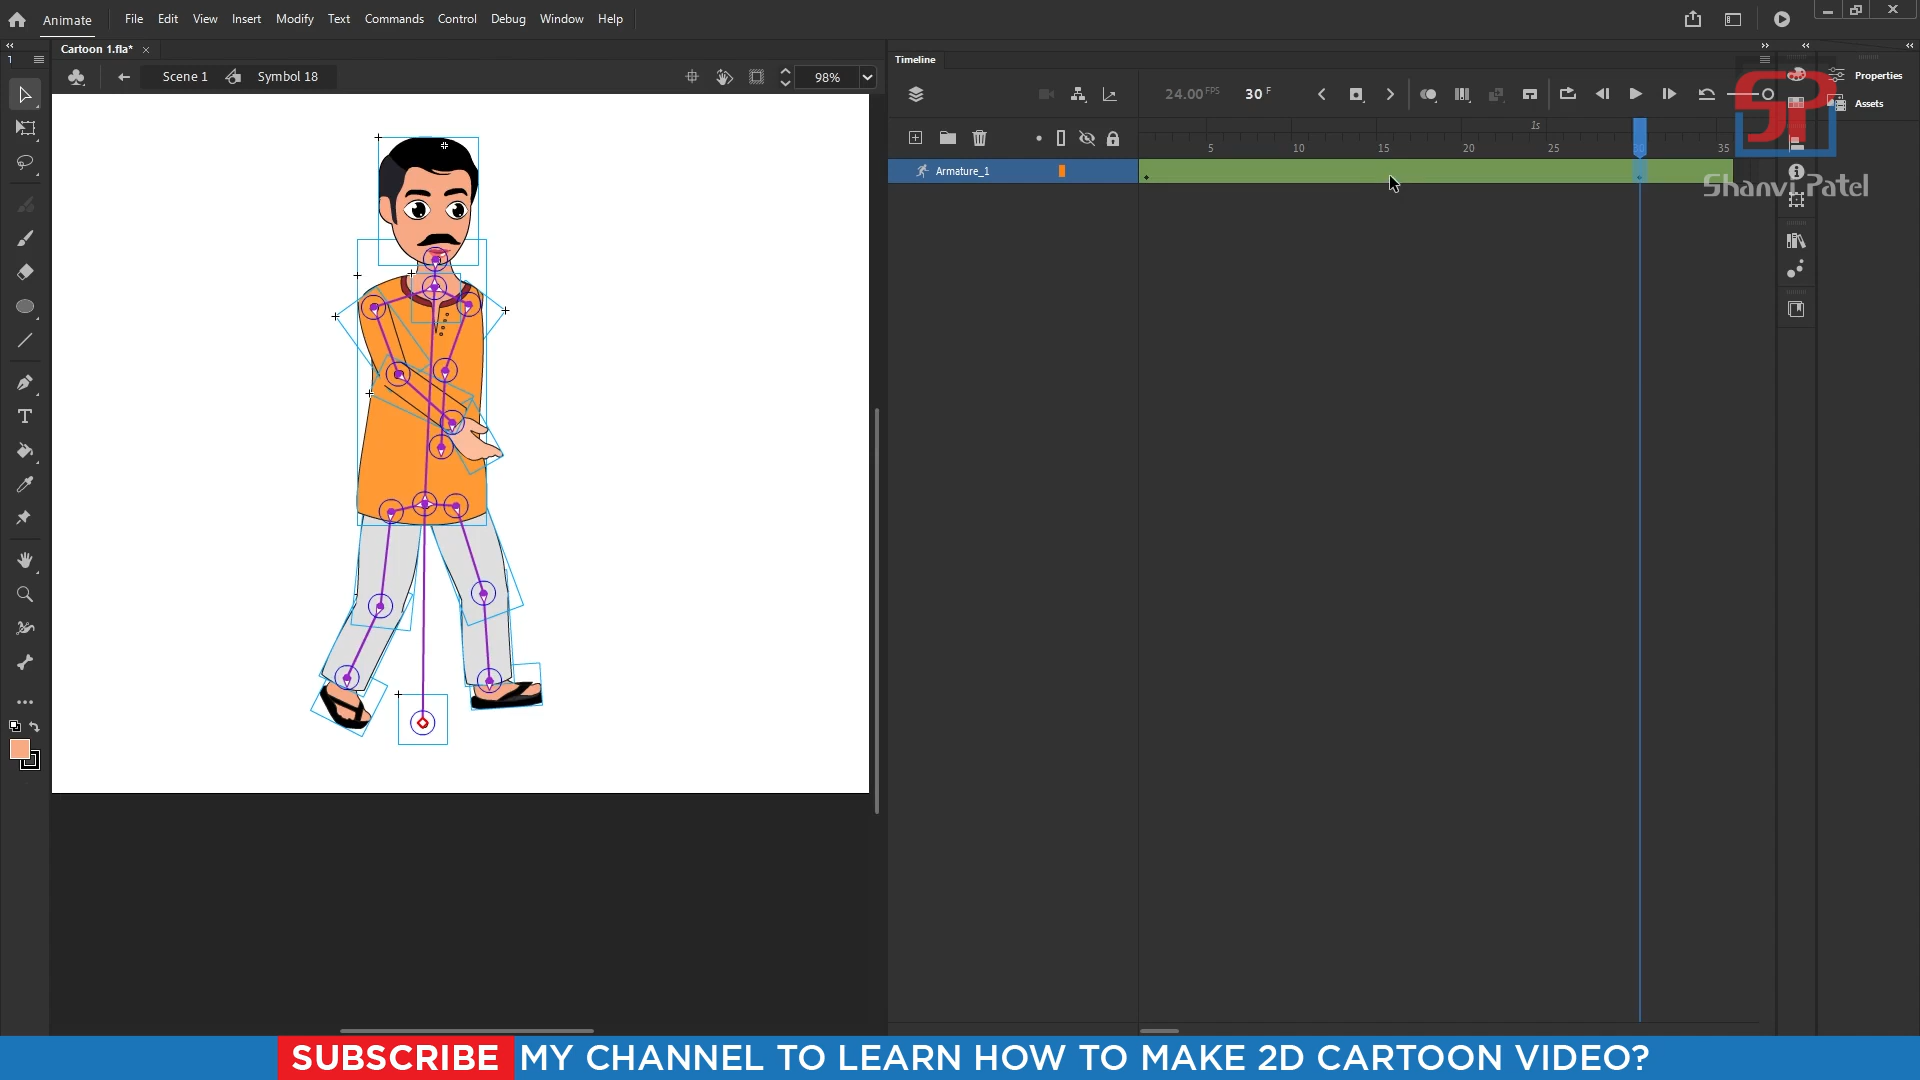 Animate File Edit View Insert Modify Text Commands Control Debug Window Help
Cartoon 1.fla* ×
Scene 1 Symbol 18 98%
Timeline
Properties
Assets
24.00 FPS 30 F
1s
5 10 15 20 25 30 35
Armature_1
Shanvi Patel
SUBSCRIBE MY CHANNEL TO LEARN HOW TO MAKE 2D CARTOON VIDEO?